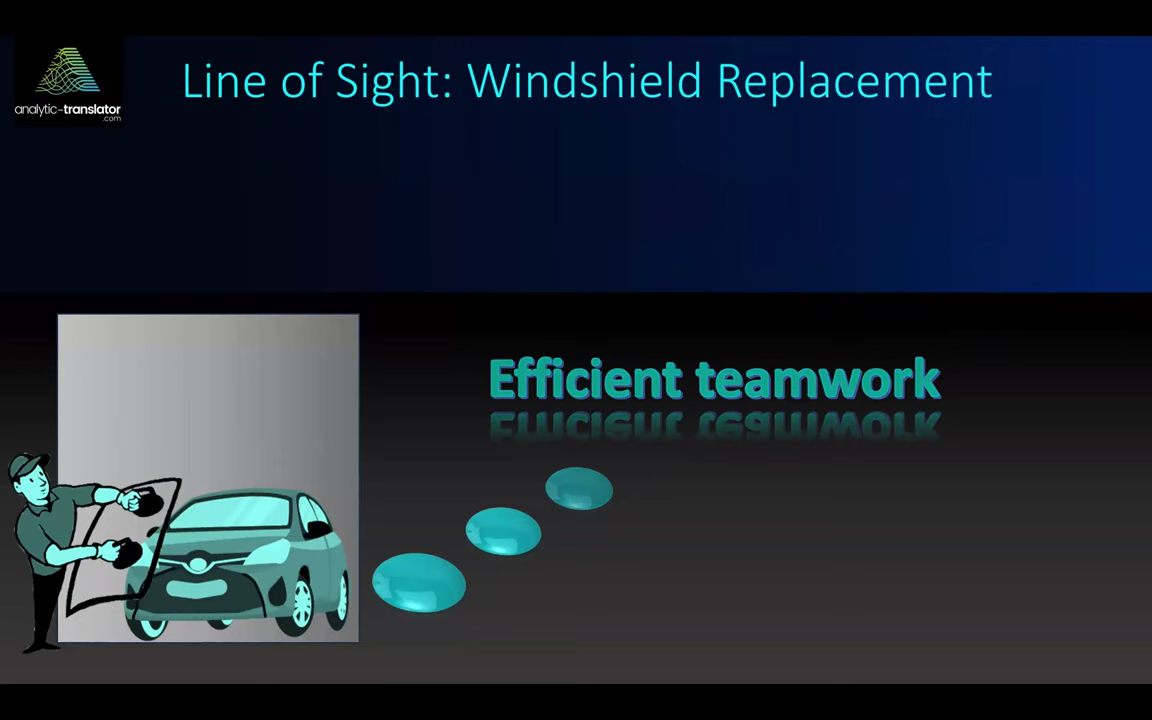 analytic-translator
.com
Line of Sight: Windshield Replacement
Efficient teamwork